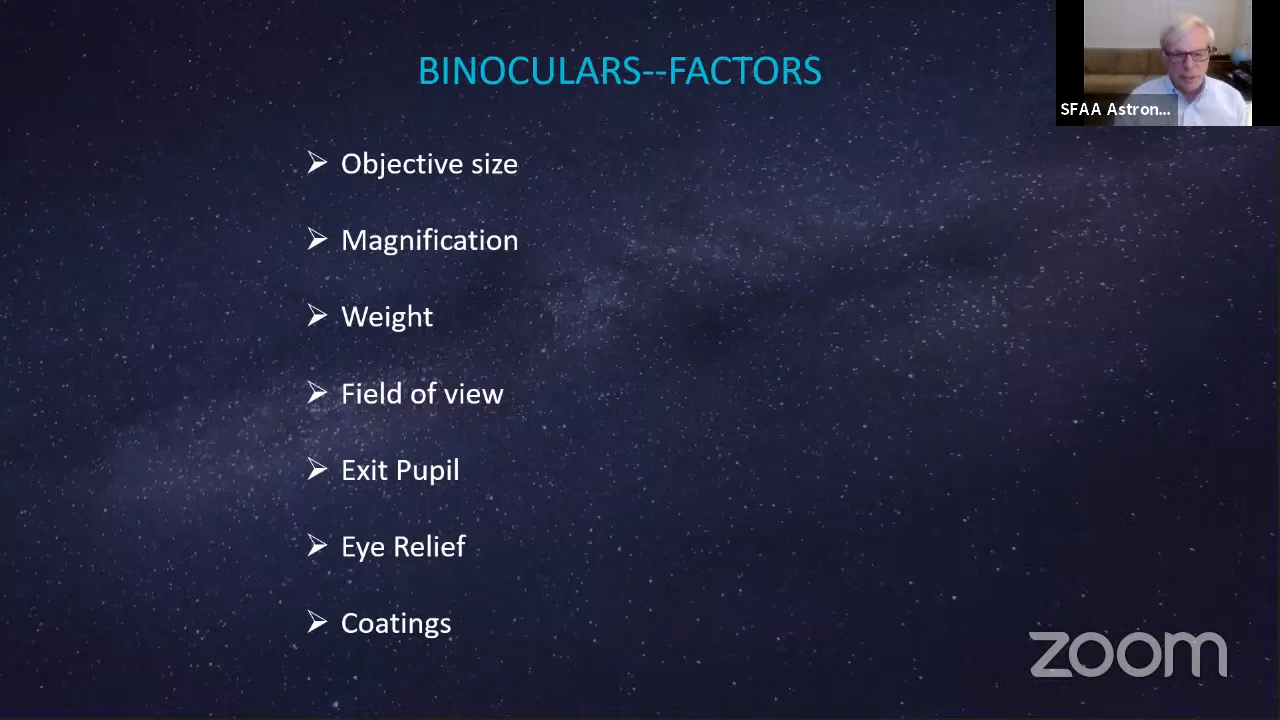 BINOCULARS--FACTORS
SFAA Astron...
➢ Objective size
➢ Magnification
➢ Weight
➢ Field of view
➢ Exit Pupil
➢ Eye Relief
➢ Coatings
zoom